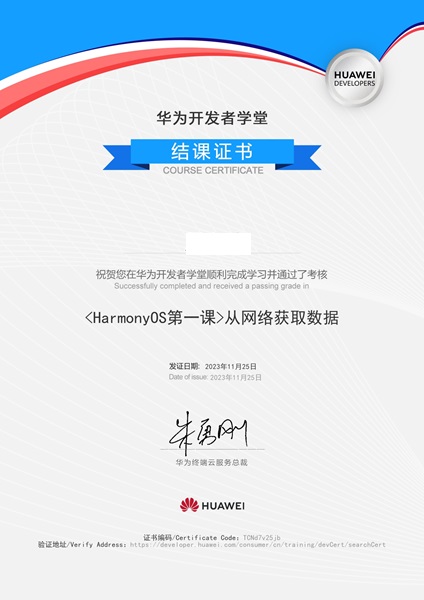 HUAWEI
DEVELOPERS
华为开发者学堂
结课证书
COURSE CERTIFICATE
祝贺您在华为开发者学堂顺利完成学习并通过了考核
Successfully completed and received a passing grade in
<HarmonyOS第一课>从网络获取数据
发证日期: 2023年11月25日
Date of issue: 2023年11月25日
朱勇刚
华为终端云服务总裁
HUAWEI
证书编码/Certificate Code: TCNd7v25jb
验证地址/Verify Address: https://developer.huawei.com/consumer/cn/training/devCert/searchCert